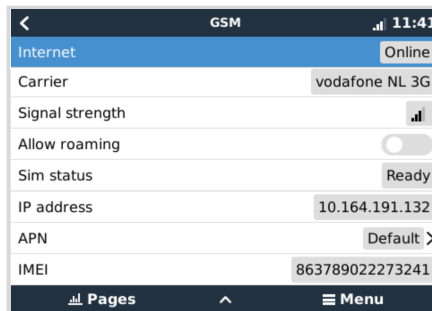 GSM 11:41
Internet Online
Carrier vodafone NL 3G
Signal strength
Allow roaming
Sim status Ready
IP address 10.164.191.132
APN Default
IMEI 863789022273241
Pages Menu